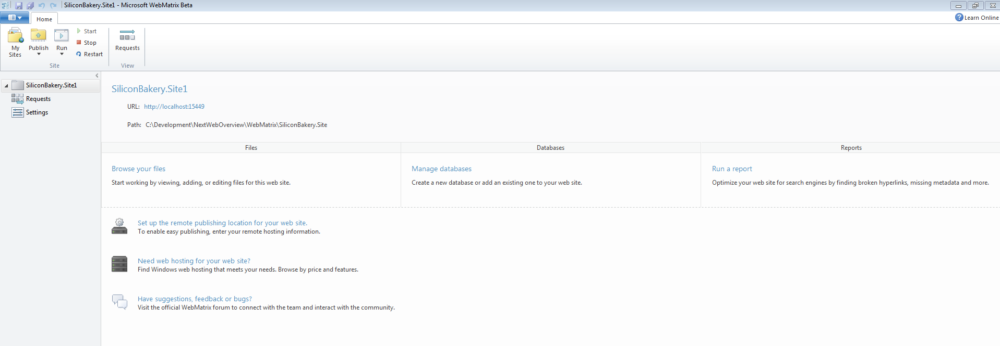 SiliconBakery.Site1 - Microsoft WebMatrix Beta
Home
Learn Online
My Sites
Publish
Run
Start
Stop
Restart
Requests
Site
View
SiliconBakery.Site1
Requests
Settings
SiliconBakery.Site1
URL: http://localhost:15449
Path: C:\Development\NextWebOverview\WebMatrix\SiliconBakery.Site
Files
Databases
Reports
Browse your files
Start working by viewing, adding, or editing files for this web site.
Manage databases
Create a new database or add an existing one to your web site.
Run a report
Optimize your web site for search engines by finding broken hyperlinks, missing metadata and more.
Set up the remote publishing location for your web site.
To enable easy publishing, enter your remote hosting information.
Need web hosting for your web site?
Find Windows web hosting that meets your needs. Browse by price and features.
Have suggestions, feedback or bugs?
Visit the official WebMatrix forum to connect with the team and interact with the community.